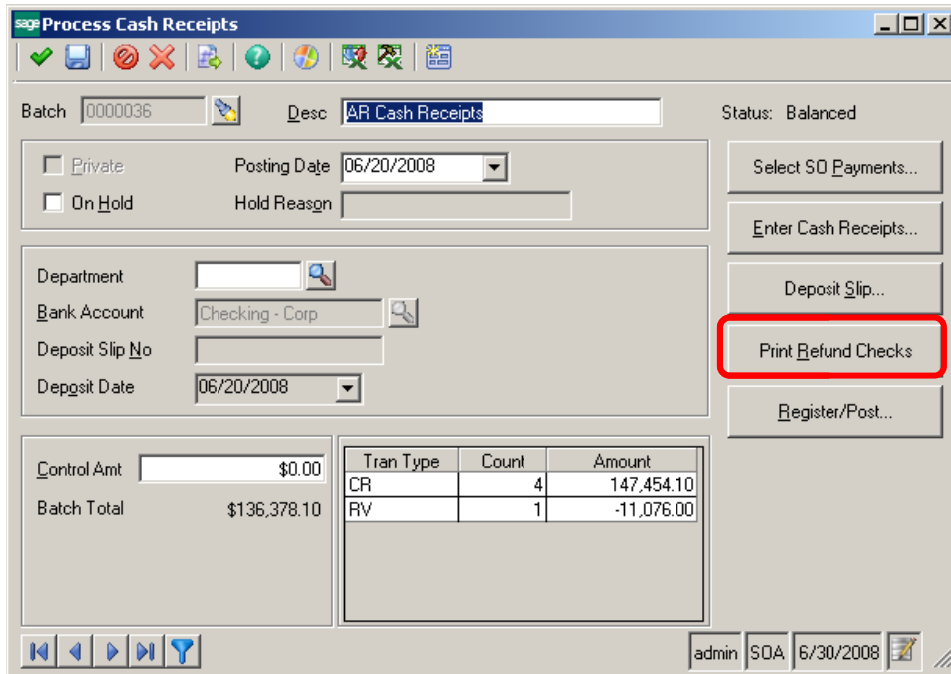 sage Process Cash Receipts
Batch 0000036 Desc AR Cash Receipts Status: Balanced
Private Posting Date 06/20/2008 Select SO Payments...
On Hold Hold Reason Enter Cash Receipts...
Department Deposit Slip...
Bank Account Checking - Corp
Deposit Slip No Print Refund Checks
Deposit Date 06/20/2008
Register/Post...
Control Amt $0.00 Tran Type Count Amount
CR 4 147,454.10
Batch Total $136,378.10 RV 1 -11,076.00
admin SOA 6/30/2008